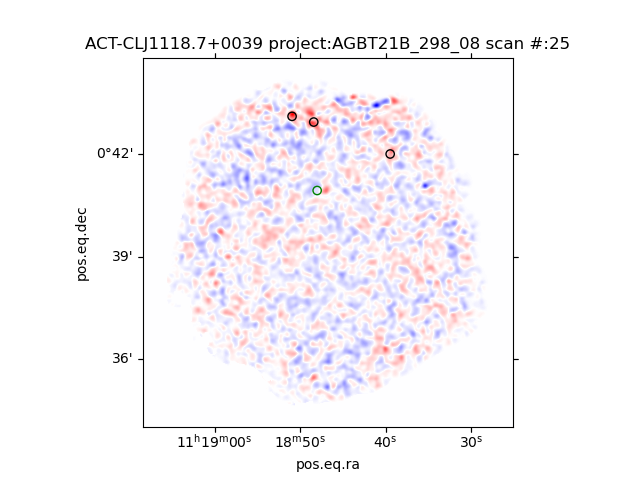 ACT-CLJ1118.7+0039 project:AGBT21B_298_08 scan #:25
0°42'
39'
36'
pos.eq.dec
11ʰ19ᵐ00ˢ 18ᵐ50ˢ 40ˢ 30ˢ
pos.eq.ra